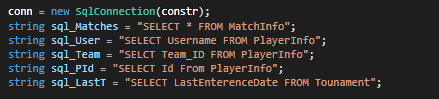 conn = new SqlConnection(constr);
string sql_Matches = "SELECT * FROM MatchInfo";
string sql_User = "SELECT Username FROM PlayerInfo";
string sql_Team = "SELCT Team_ID FROM PlayerInfo";
string sql_PId = "SELECT Id From PlayerInfo";
string sql_LastT = "SELECT LastEnterenceDate FROM Tounament";